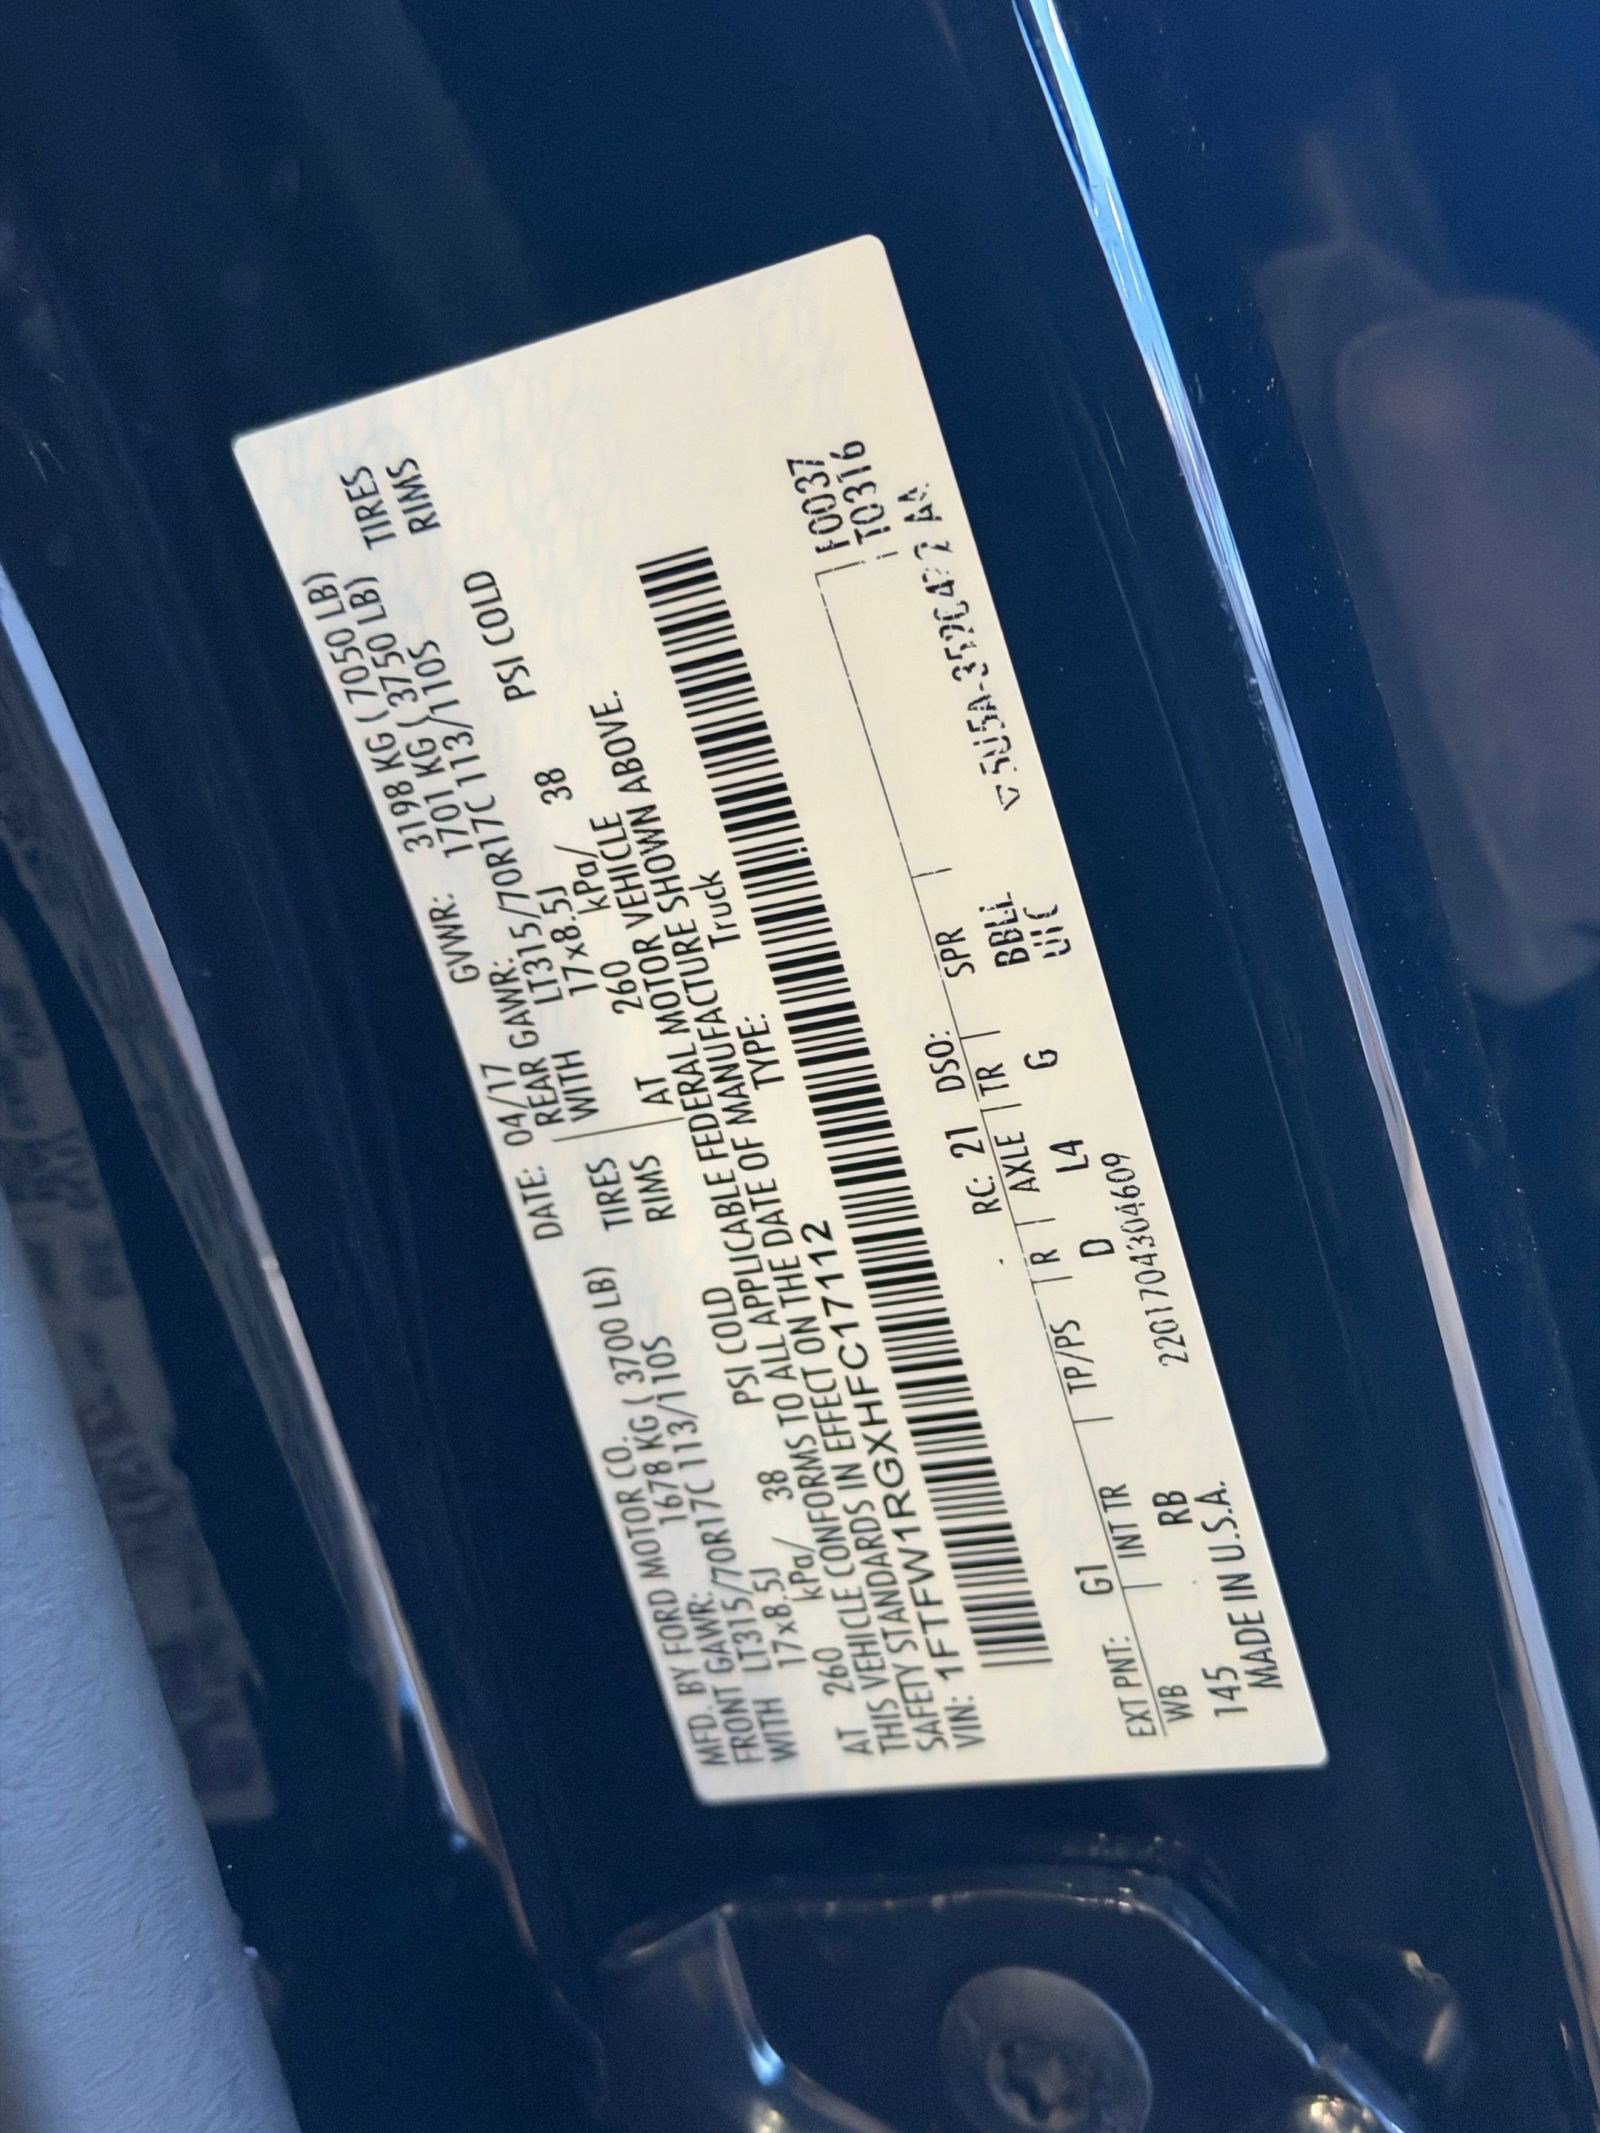 MFD. BY FORD MOTOR CO.
DATE: 04/17 GVWR: 3198 KG ( 7050 LB)
FRONT GAWR: 1678 KG ( 3700 LB) REAR GAWR: 1701 KG ( 3750 LB)
LT315/70R17C 113/110S TIRES LT315/70R17C 113/110S TIRES
WITH 17x8.5J RIMS WITH 17x8.5J RIMS
AT 260 kPa/ 38 PSI COLD AT 260 kPa/ 38 PSI COLD
THIS VEHICLE CONFORMS TO ALL APPLICABLE FEDERAL MOTOR VEHICLE
SAFETY STANDARDS IN EFFECT ON THE DATE OF MANUFACTURE SHOWN ABOVE.
VIN: 1FTFW1RGXHFC17112 TYPE: Truck
F0037
T0316
EXT PNT: G1 RC: 21 DSO:
WB INT TR TP/PS R AXLE TR SPR
145 RB D L4 G
MADE IN U.S.A.